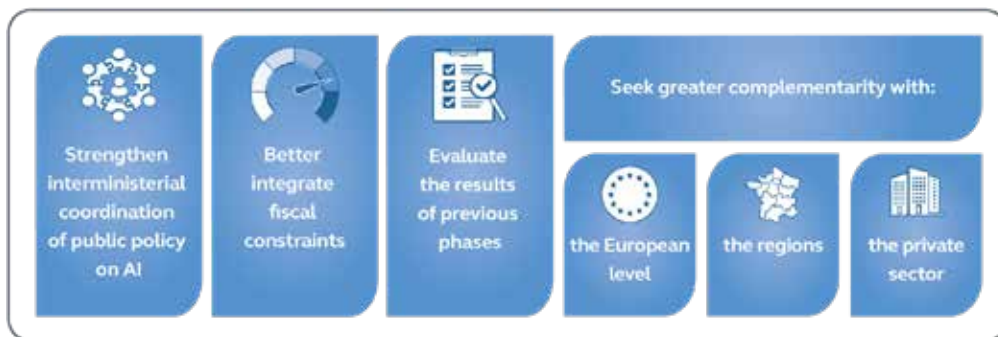 Strengthen
interministerial
coordination
of public policy
on AI
Better
integrate
fiscal
constraints
Evaluate
the results
of previous
phases
Seek greater complementarity with:
the European
level
the regions
the private
sector